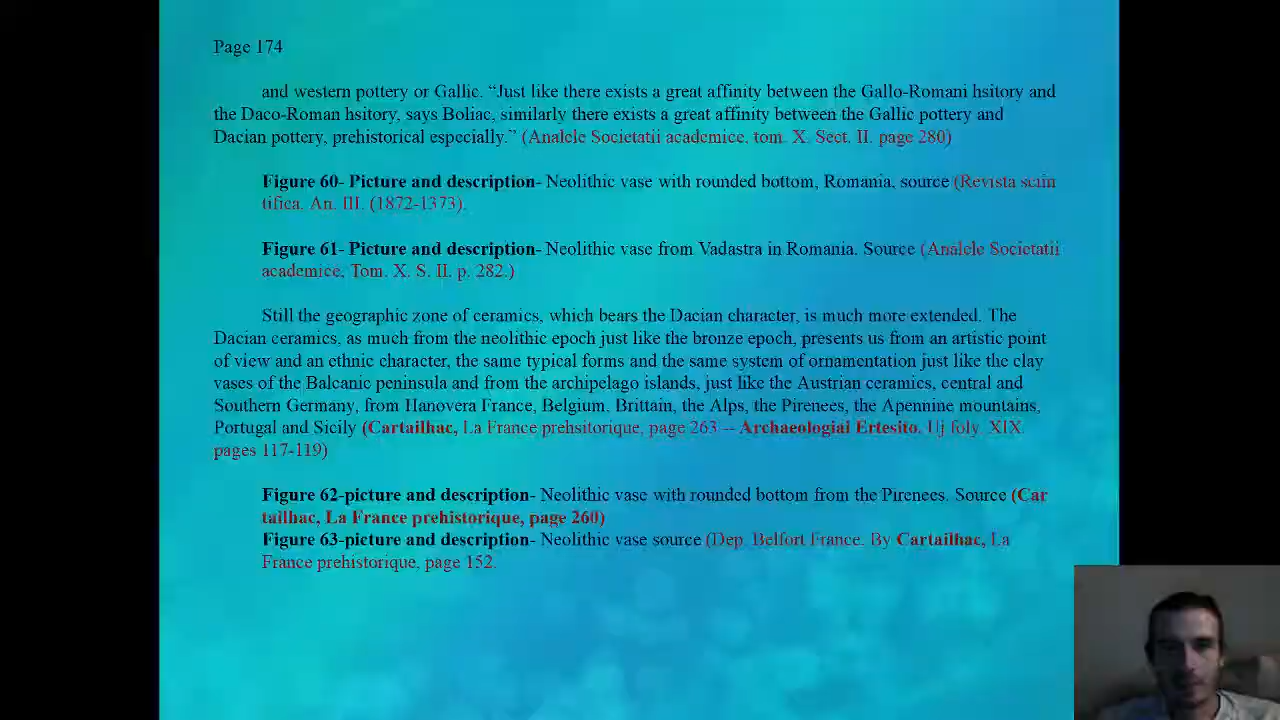 Page 174
and western pottery or Gallic. “Just like there exists a great affinity between the Gallo-Romani hsitory and
the Daco-Roman hsitory, says Boliac, similarly there exists a great affinity between the Gallic pottery and
Dacian pottery, prehistorical especially.” (Analele Societatii academice. tom. X. Sect. II. page 280)
Figure 60- Picture and description- Neolithic vase with rounded bottom, Romania, source (Revista scin
tifica. An. III. (1872-1373).
Figure 61- Picture and description- Neolithic vase from Vadastra in Romania. Source (Analele Societatii
academice. Tom. X. S. II. p. 282.)
Still the geographic zone of ceramics, which bears the Dacian character, is much more extended. The
Dacian ceramics, as much from the neolithic epoch just like the bronze epoch, presents us from an artistic point
of view and an ethnic character, the same typical forms and the same system of ornamentation just like the clay
vases of the Balcanic peninsula and from the archipelago islands, just like the Austrian ceramics, central and
Southern Germany, from Hanovera France, Belgium. Brittain, the Alps, the Pirenees, the Apennine mountains,
Portugal and Sicily (Cartailhac, La France prehsitorique, page 263 -- Archaeologiai Ertesito. Uj foly. XIX.
pages 117-119)
Figure 62-picture and description- Neolithic vase with rounded bottom from the Pirenees. Source (Car
tailhac, La France prehistorique, page 260)
Figure 63-picture and description- Neolithic vase source (Dep. Belfort France. By Cartailhac, La
France prehistorique, page 152.